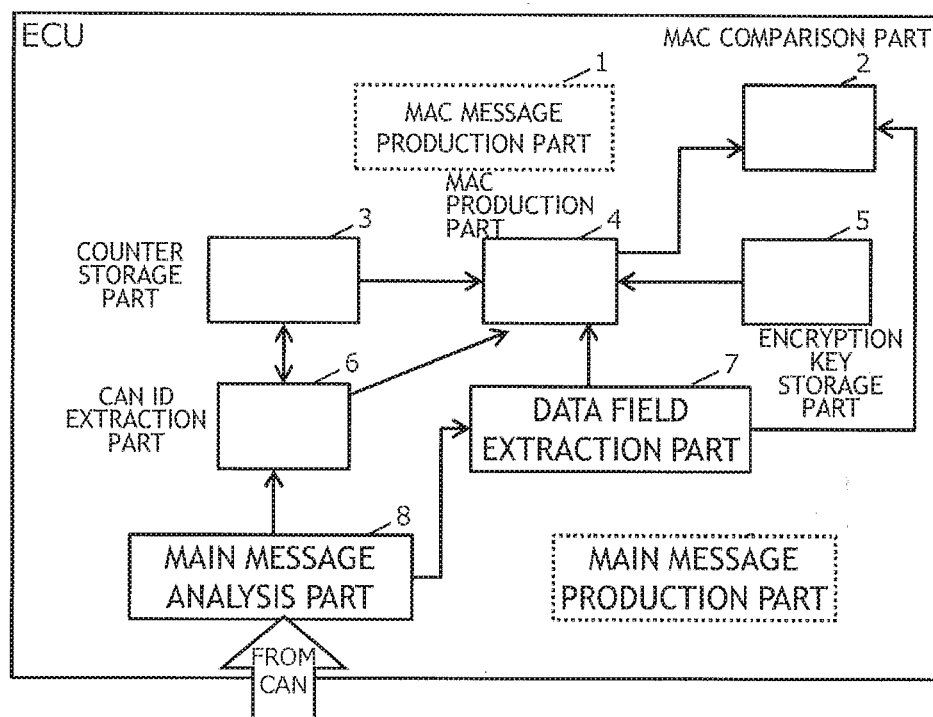 ECU
MAC COMPARISON PART
1
2
MAC MESSAGE
PRODUCTION PART
MAC
PRODUCTION
PART
3
4
5
COUNTER
STORAGE
PART
ENCRYPTION
KEY
STORAGE
PART
6
7
CAN ID
EXTRACTION
PART
DATA FIELD
EXTRACTION PART
8
MAIN MESSAGE
ANALYSIS PART
MAIN MESSAGE
PRODUCTION PART
FROM
CAN